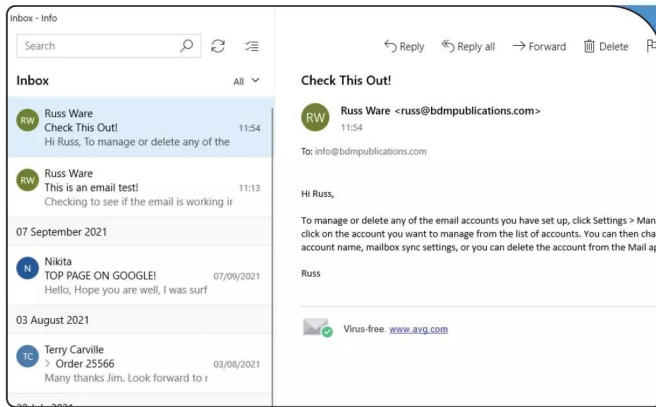 Inbox - Info
Search
Inbox
All
RW
Russ Ware
Check This Out!
11:54
Hi Russ, To manage or delete any of the
RW
Russ Ware
This is an email test!
11:13
Checking to see if the email is working ir
07 September 2021
N
Nikita
TOP PAGE ON GOOGLE!
07/09/2021
Hello, Hope you are well, I was surf
03 August 2021
TC
Terry Carville
> Order 25566
03/08/2021
Many thanks Jim. Look forward to r
Reply
Reply all
Forward
Delete
Check This Out!
RW
Russ Ware <russ@bdmpublications.com>
11:54
To: info@bdmpublications.com
Hi Russ,
To manage or delete any of the email accounts you have set up, click Settings > Man
click on the account you want to manage from the list of accounts. You can then cha
account name, mailbox sync settings, or you can delete the account from the Mail ap
Russ
Virus-free. www.avg.com